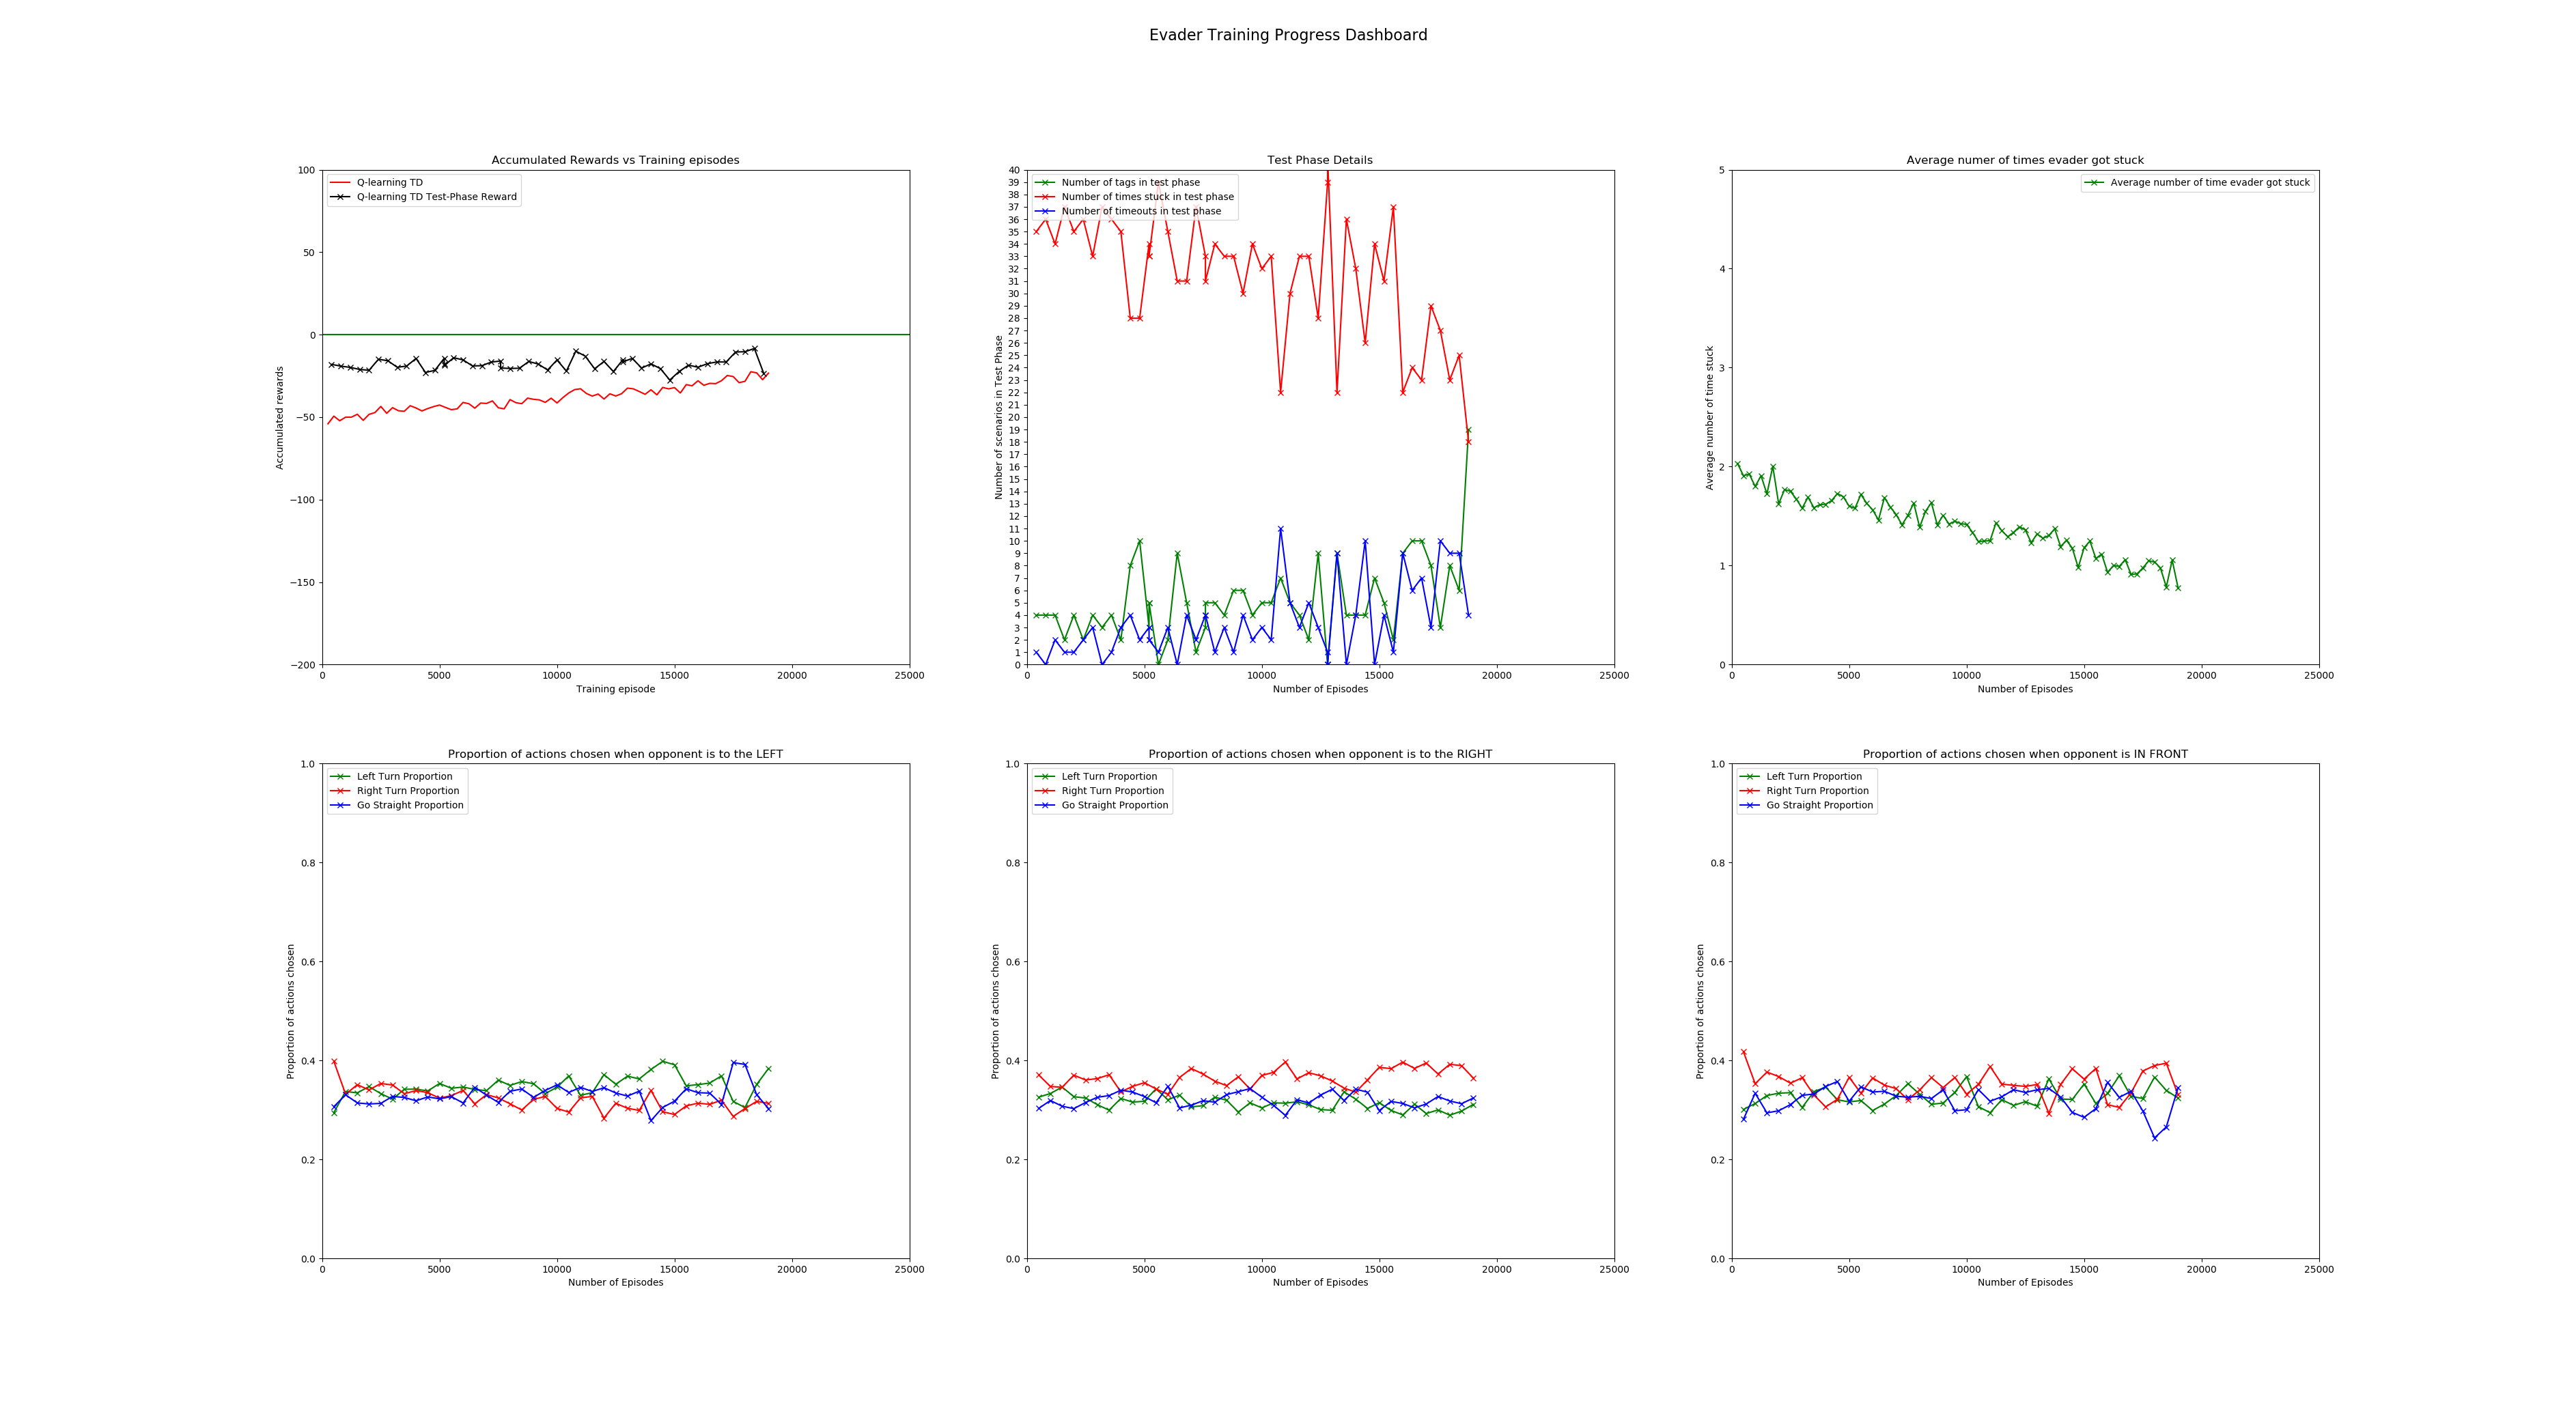 Evader Training Progress Dashboard
Accumulated Rewards vs Training episodes
Q-learning TD
Q-learning TD Test-Phase Reward
100
50
0
−50
−100
−150
−200
Accumulated rewards
0 5000 10000 15000 20000 25000
Training episode
Test Phase Details
Number of tags in test phase
Number of times stuck in test phase
Number of timeouts in test phase
40
39
38
37
36
35
34
33
32
31
30
29
28
27
26
25
24
23
22
21
20
19
18
17
16
15
14
13
12
11
10
9
8
7
6
5
4
3
2
1
0
Number of scenarios in Test Phase
0 5000 10000 15000 20000 25000
Number of Episodes
Average numer of times evader got stuck
Average number of time evader got stuck
5
4
3
2
1
0
Average number of time stuck
0 5000 10000 15000 20000 25000
Number of Episodes
Proportion of actions chosen when opponent is to the LEFT
Left Turn Proportion
Right Turn Proportion
Go Straight Proportion
1.0
0.8
0.6
0.4
0.2
0.0
Proportion of actions chosen
0 5000 10000 15000 20000 25000
Number of Episodes
Proportion of actions chosen when opponent is to the RIGHT
Left Turn Proportion
Right Turn Proportion
Go Straight Proportion
1.0
0.8
0.6
0.4
0.2
0.0
Proportion of actions chosen
0 5000 10000 15000 20000 25000
Number of Episodes
Proportion of actions chosen when opponent is IN FRONT
Left Turn Proportion
Right Turn Proportion
Go Straight Proportion
1.0
0.8
0.6
0.4
0.2
0.0
Proportion of actions chosen
0 5000 10000 15000 20000 25000
Number of Episodes